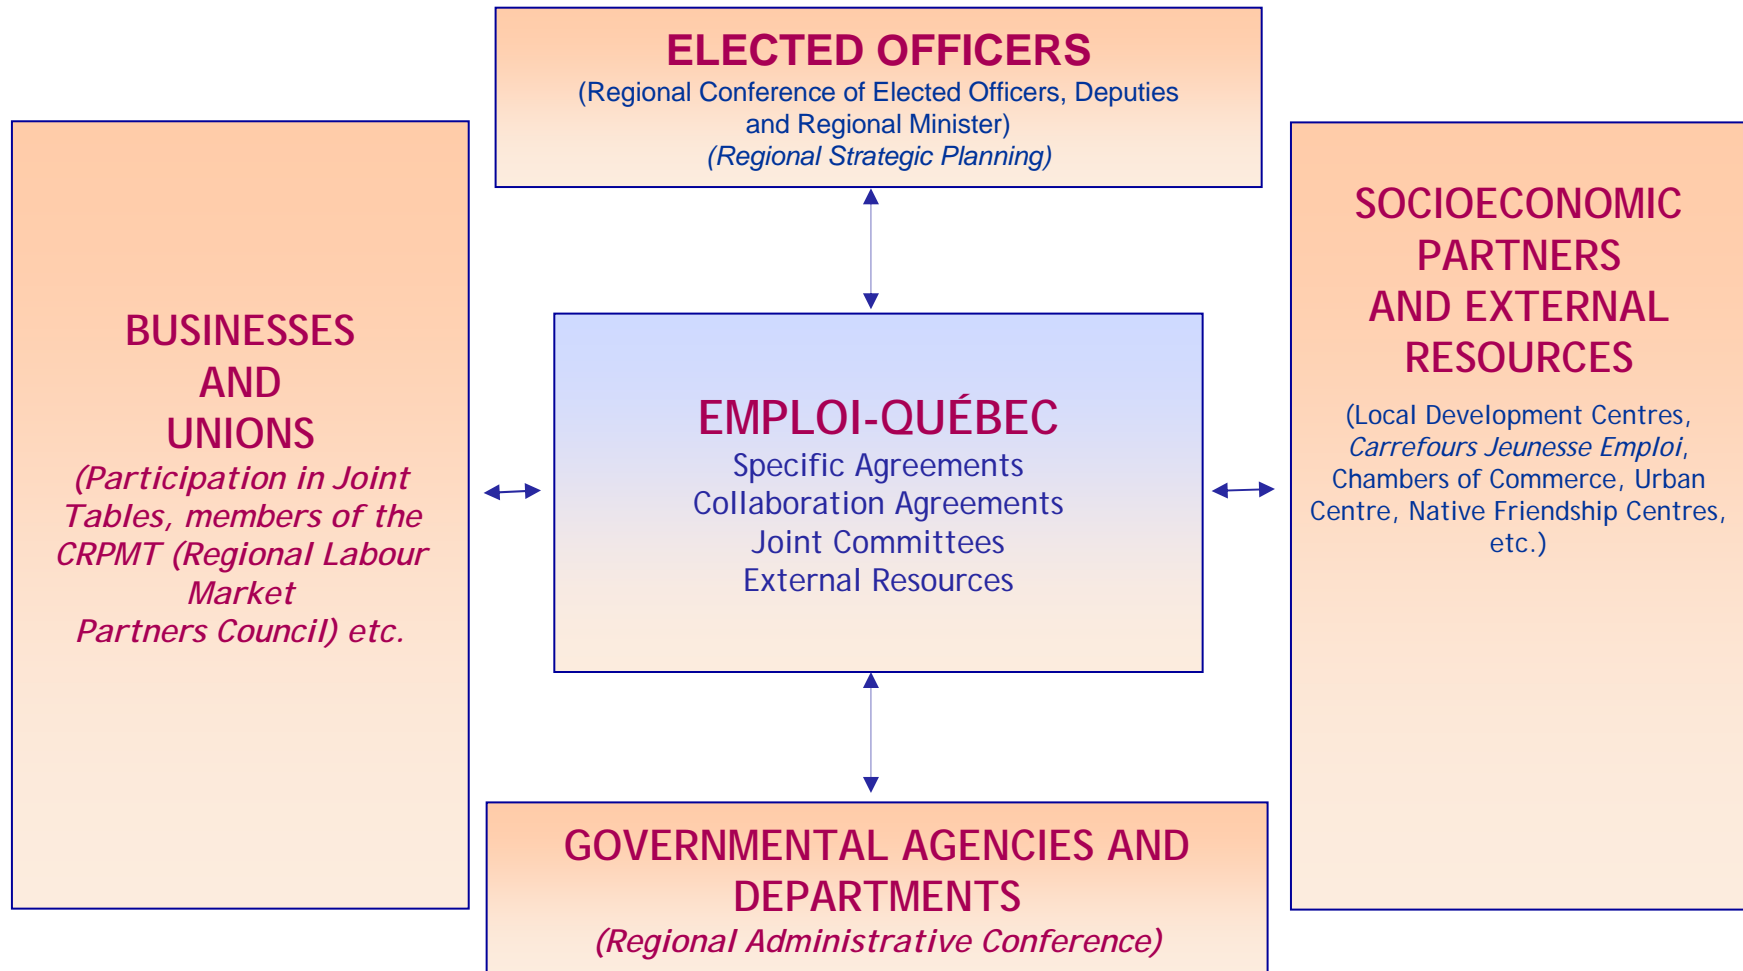 ELECTED OFFICERS
(Regional Conference of Elected Officers, Deputies
and Regional Minister)
(Regional Strategic Planning)
BUSINESSES
AND
UNIONS
(Participation in Joint
Tables, members of the
CRPMT (Regional Labour
Market
Partners Council) etc.
EMPLOI-QUÉBEC
Specific Agreements
Collaboration Agreements
Joint Committees
External Resources
SOCIOECONOMIC
PARTNERS
AND EXTERNAL
RESOURCES
(Local Development Centres,
Carrefours Jeunesse Emploi,
Chambers of Commerce, Urban
Centre, Native Friendship Centres,
etc.)
GOVERNMENTAL AGENCIES AND
DEPARTMENTS
(Regional Administrative Conference)